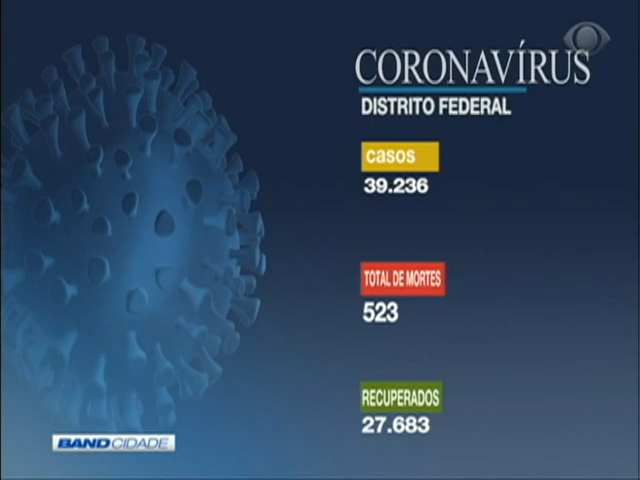 CORONAVÍRUS
DISTRITO FEDERAL
casos
39.236
TOTAL DE MORTES
523
RECUPERADOS
27.683
BAND CIDADE